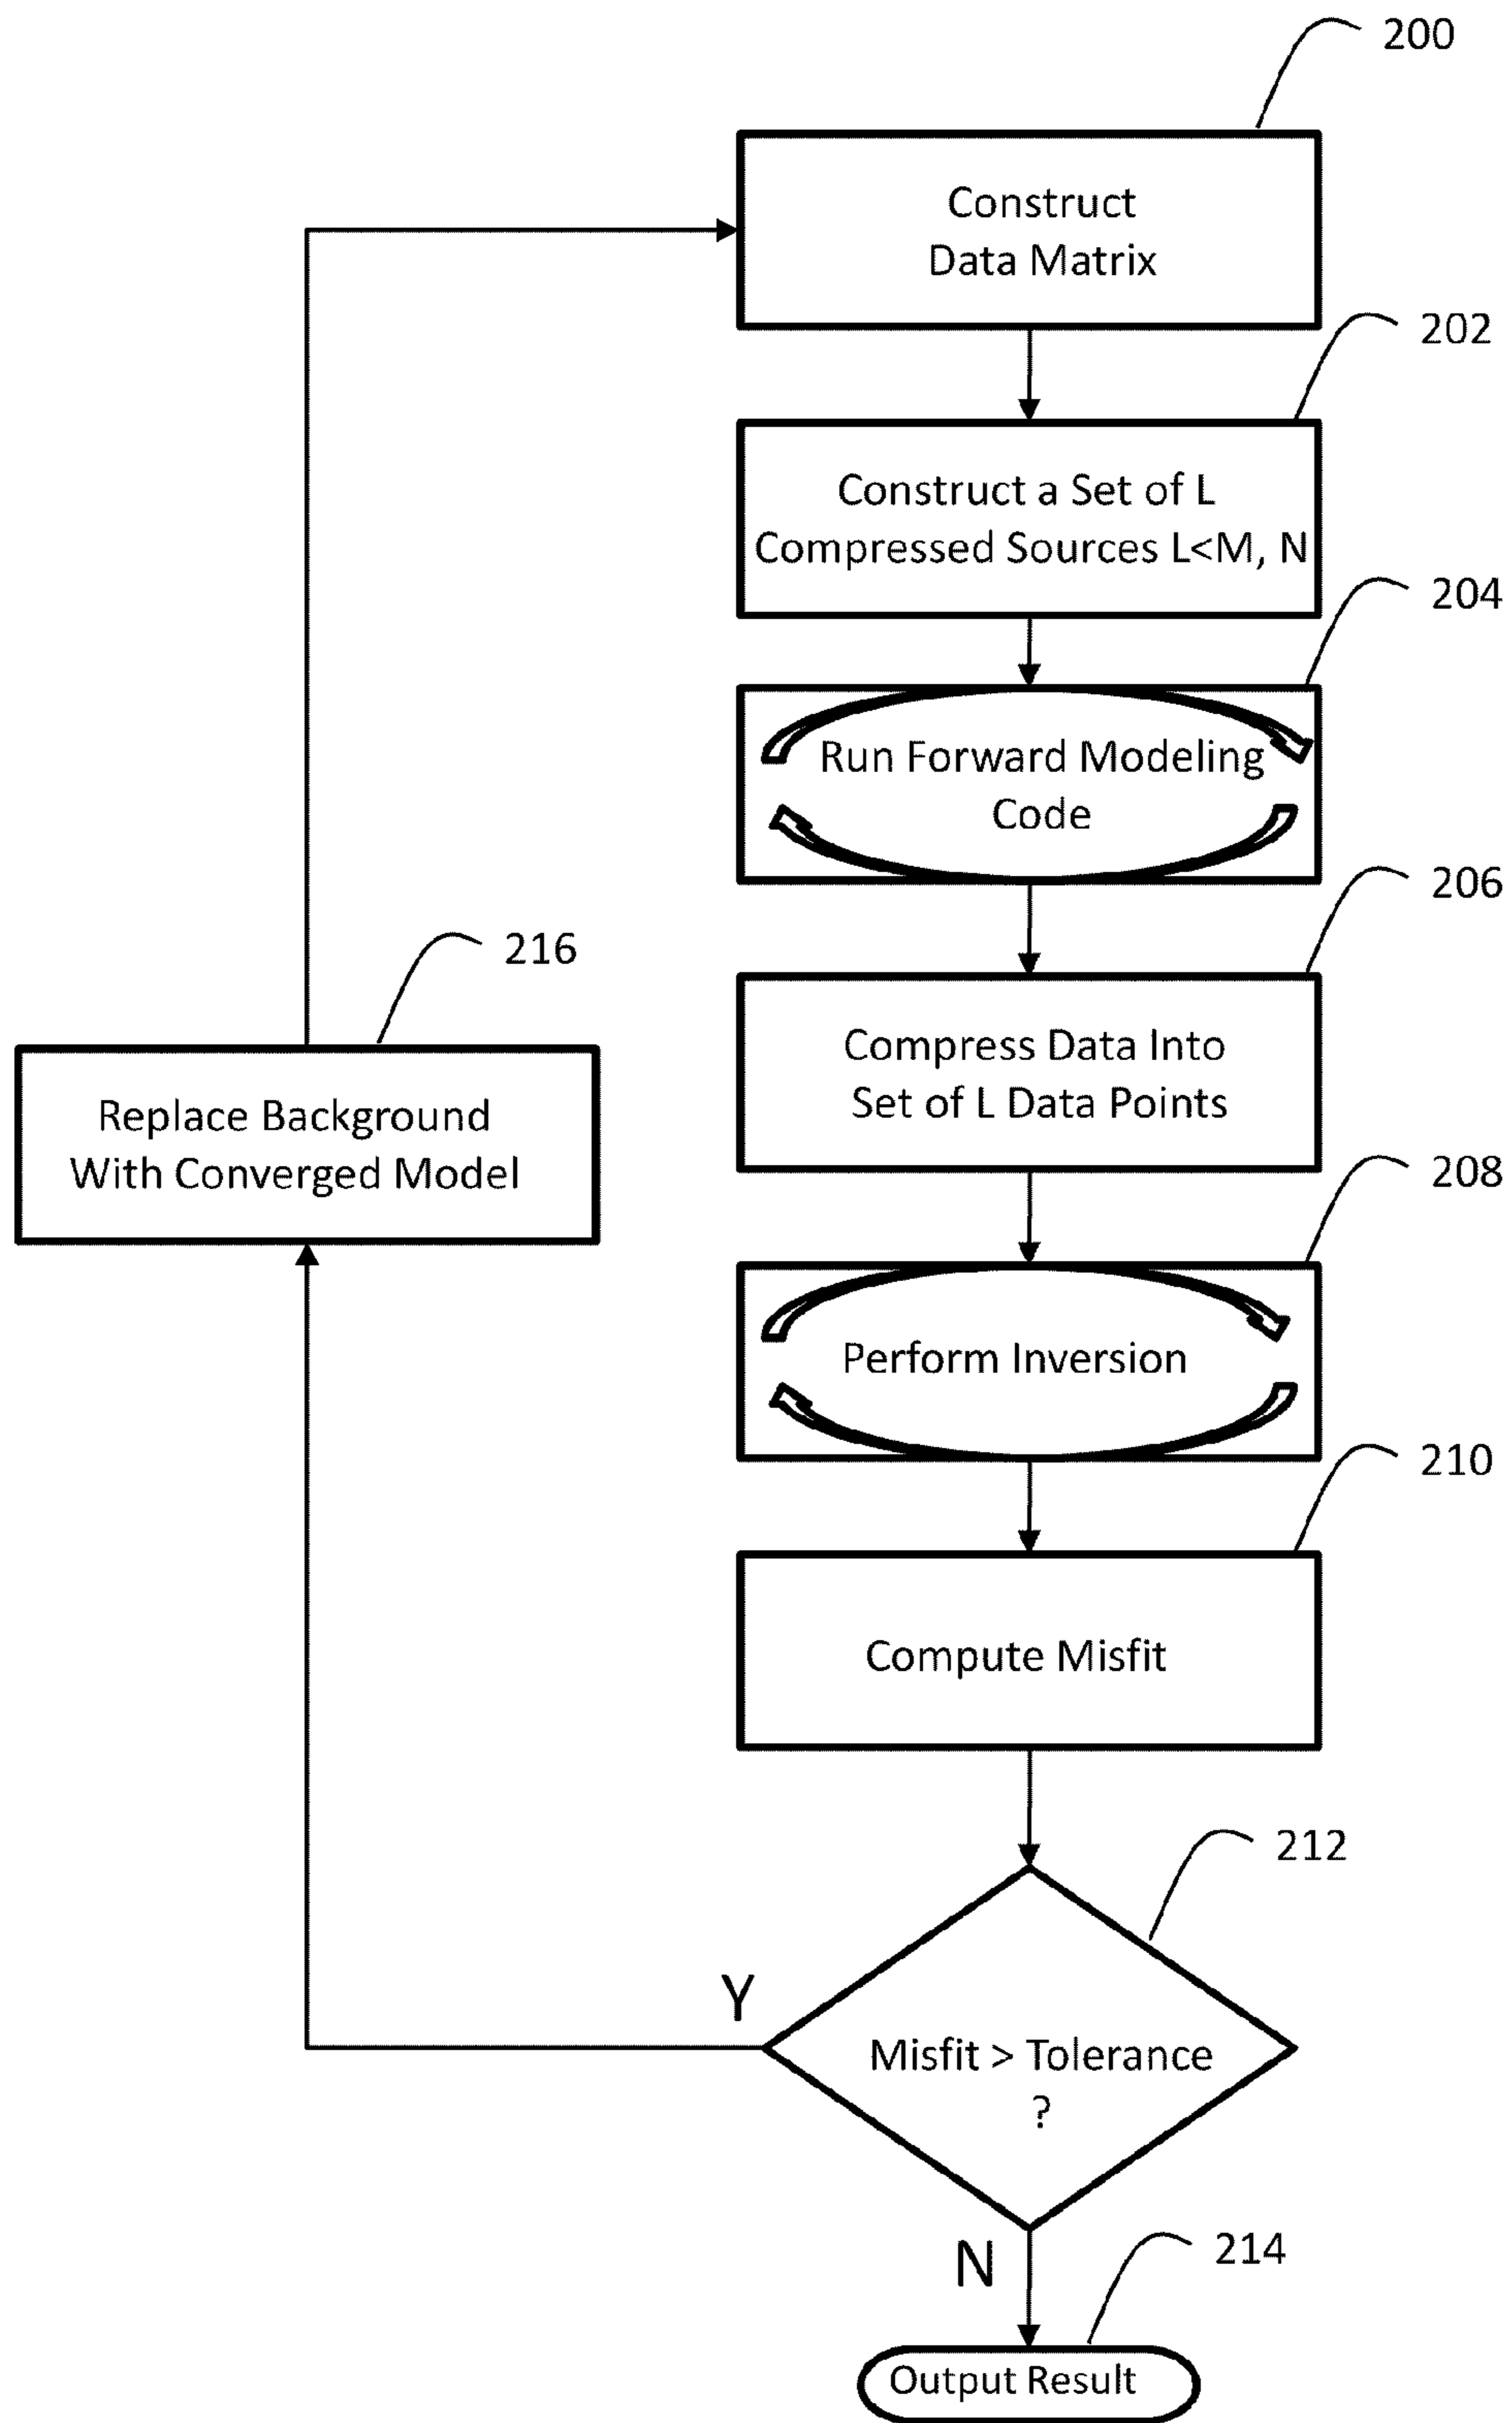 200
Construct
Data Matrix
202
Construct a Set of L
Compressed Sources L<M, N
204
Run Forward Modeling
Code
206
216
Compress Data Into
Set of L Data Points
Replace Background
With Converged Model
208
Perform Inversion
210
Compute Misfit
212
Y
Misfit > Tolerance
?
N
214
Output Result